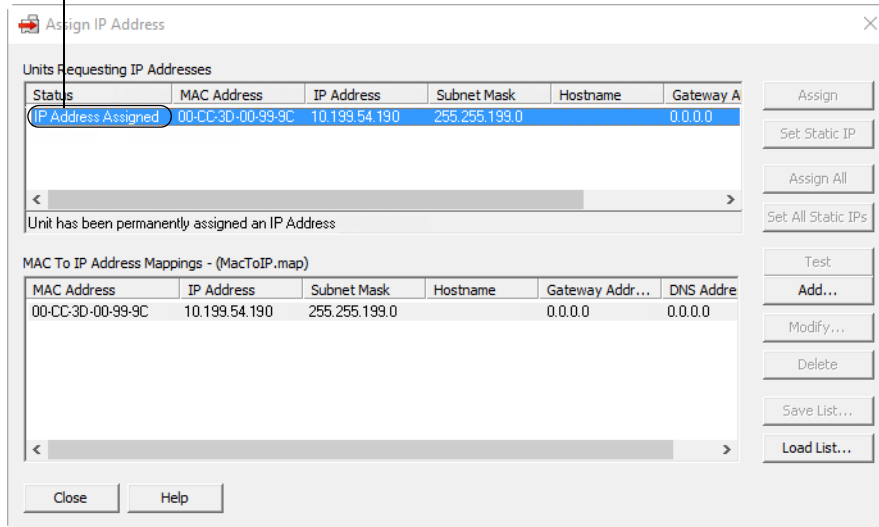 Assign IP Address
Units Requesting IP Addresses
Status MAC Address IP Address Subnet Mask Hostname Gateway A
IP Address Assigned 00-CC-3D-00-99-9C 10.199.54.190 255.255.199.0 0.0.0.0
Unit has been permanently assigned an IP Address
Assign
Set Static IP
Assign All
Set All Static IPs
MAC To IP Address Mappings - (MacToIP.map)
MAC Address IP Address Subnet Mask Hostname Gateway Addr... DNS Addre
00-CC-3D-00-99-9C 10.199.54.190 255.255.199.0 0.0.0.0 0.0.0.0
Test
Add...
Modify...
Delete
Save List...
Load List...
Close Help